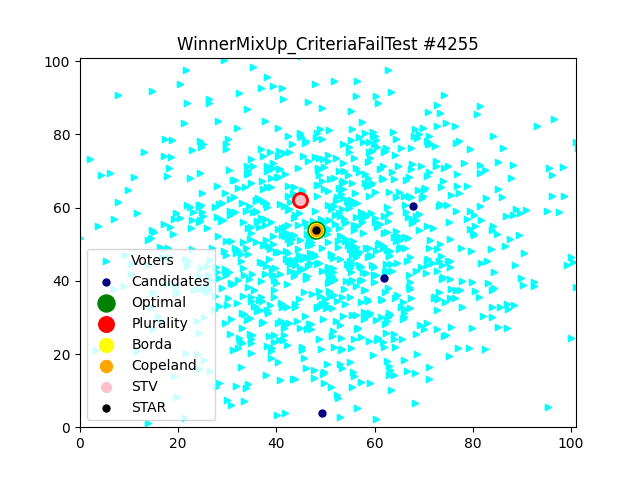 WinnerMixUp_CriteriaFailTest #4255
100
80
60
40
20
0
0 20 40 60 80 100
Voters
Candidates
Optimal
Plurality
Borda
Copeland
STV
STAR